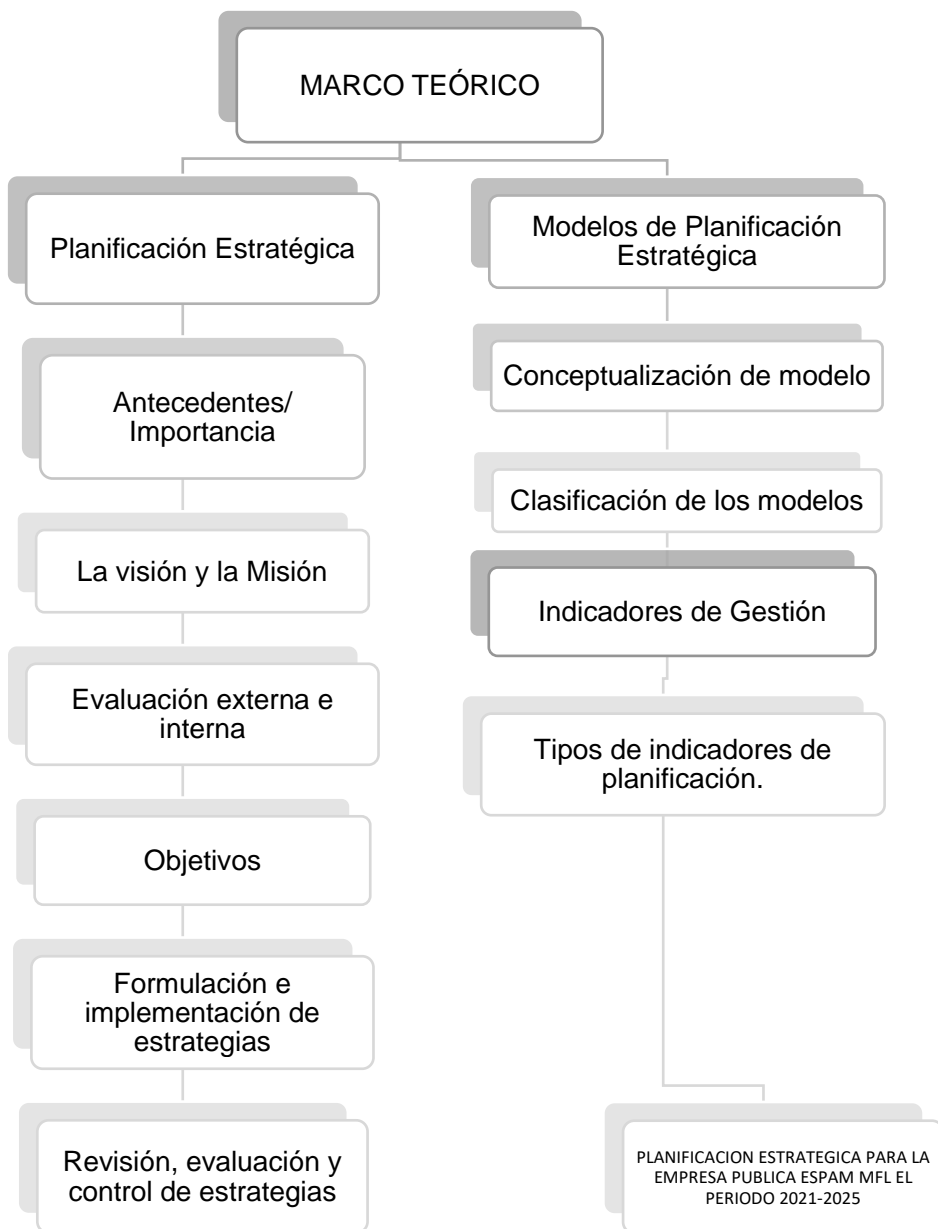 MARCO TEÓRICO
Planificación Estratégica
Antecedentes/
Importancia
La visión y la Misión
Evaluación externa e
interna
Objetivos
Formulación e
implementación de
estrategias
Revisión, evaluación y
control de estrategias
Modelos de Planificación
Estratégica
Conceptualización de modelo
Clasificación de los modelos
Indicadores de Gestión
Tipos de indicadores de
planificación.
PLANIFICACION ESTRATEGICA PARA LA
EMPRESA PUBLICA ESPAM MFL EL
PERIODO 2021-2025